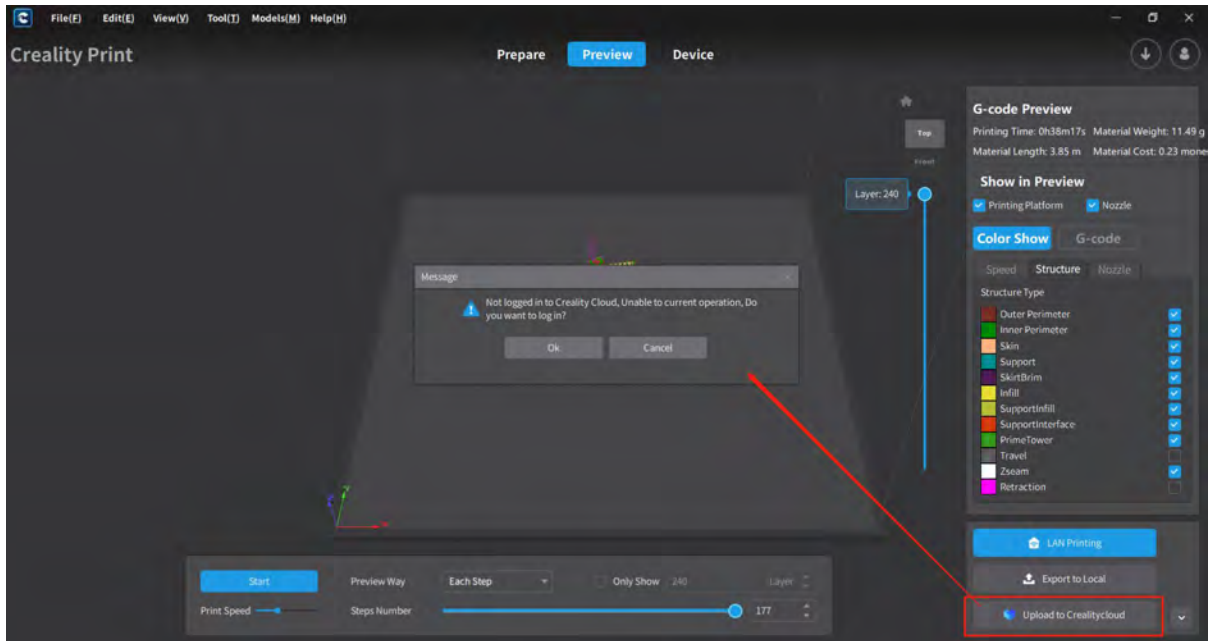 File(F) Edit(E) View(V) Tool(T) Models(M) Help(H)
Creality Print
Prepare Preview Device
G-code Preview
Printing Time: 0h38m17s Material Weight: 11.49 g
Material Length: 3.85 m Material Cost: 0.23 mone
Top
Front
Show in Preview
Printing Platform Nozzle
Layer: 240
Color Show G-code
Speed Structure Nozzle
Structure Type
Outer Perimeter
Inner Perimeter
Skin
Support
SkirtBrim
Infill
SupportInfill
SupportInterface
PrimeTower
Travel
Zseam
Retraction
Message
Not logged in to Creality Cloud, Unable to current operation, Do
you want to log in?
Ok Cancel
LAN Printing
Export to Local
Upload to Crealitycloud
Start Preview Way Each Step Only Show 240 Layer
Print Speed Steps Number 177